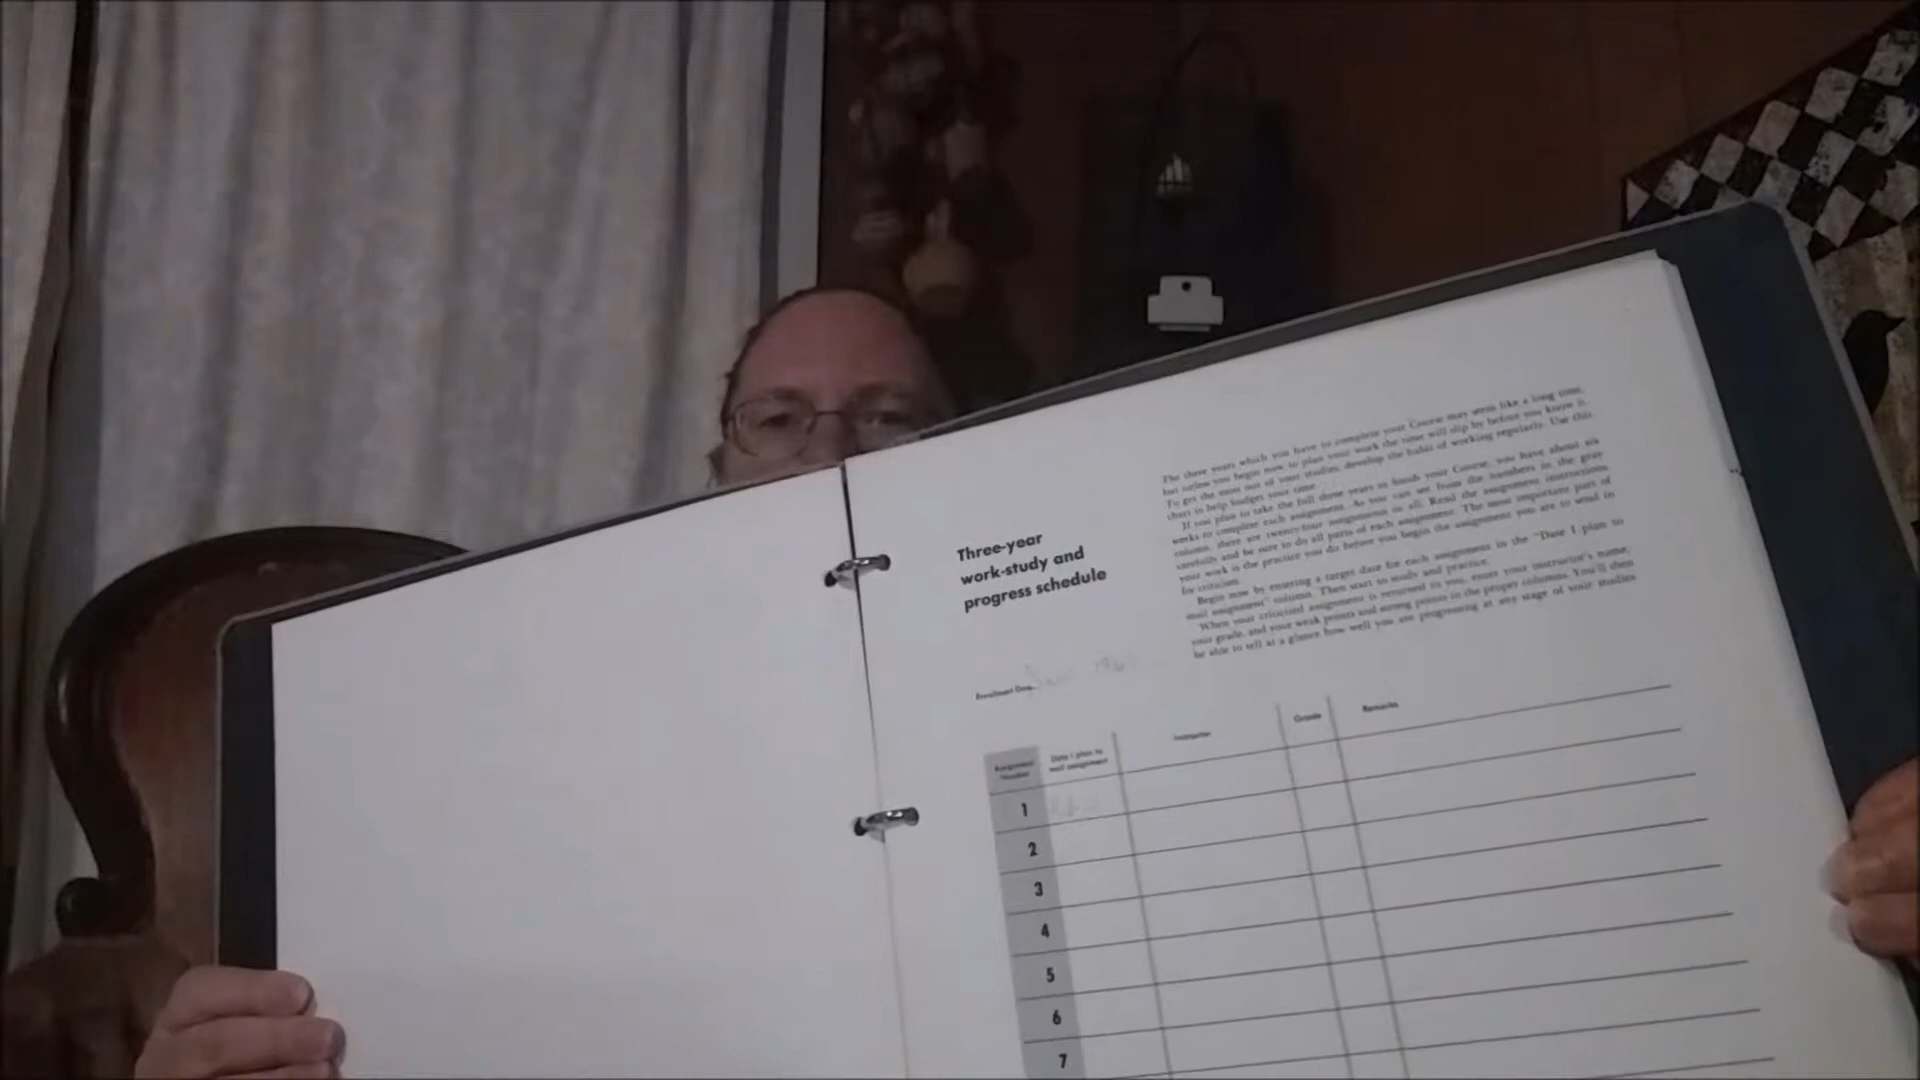 Three-year
work-study and
progress schedule
The three years which you have to complete your Course may seem like a long time,
but unless you begin now to plan your work the time will slip by before you know it.
To get the most out of your studies, develop the habit of working regularly. Use this
chart to help budget your time.
If you plan to take the full three years to finish your Course, you have about six
weeks to complete each assignment. As you can see from the numbers in the gray
column, there are twenty-four assignments in all. Read the assignment instructions
carefully and be sure to do all parts of each assignment. The most important part of
your work is the practice you do before you begin the assignment you are to send in
for criticism.
Begin now by entering a target date for each assignment in the "Date I plan to
mail assignment" column. Then start to study and practice.
When your criticized assignment is returned to you, enter your instructor's name,
your grade, and your weak points and strong points in the proper columns. You'll then
be able to tell at a glance how well you are progressing at any stage of your studies
Enrollment Date
Assignment
Number
Date I plan to
mail assignment
Instructor
Grade
Remarks
1
2
3
4
5
6
7